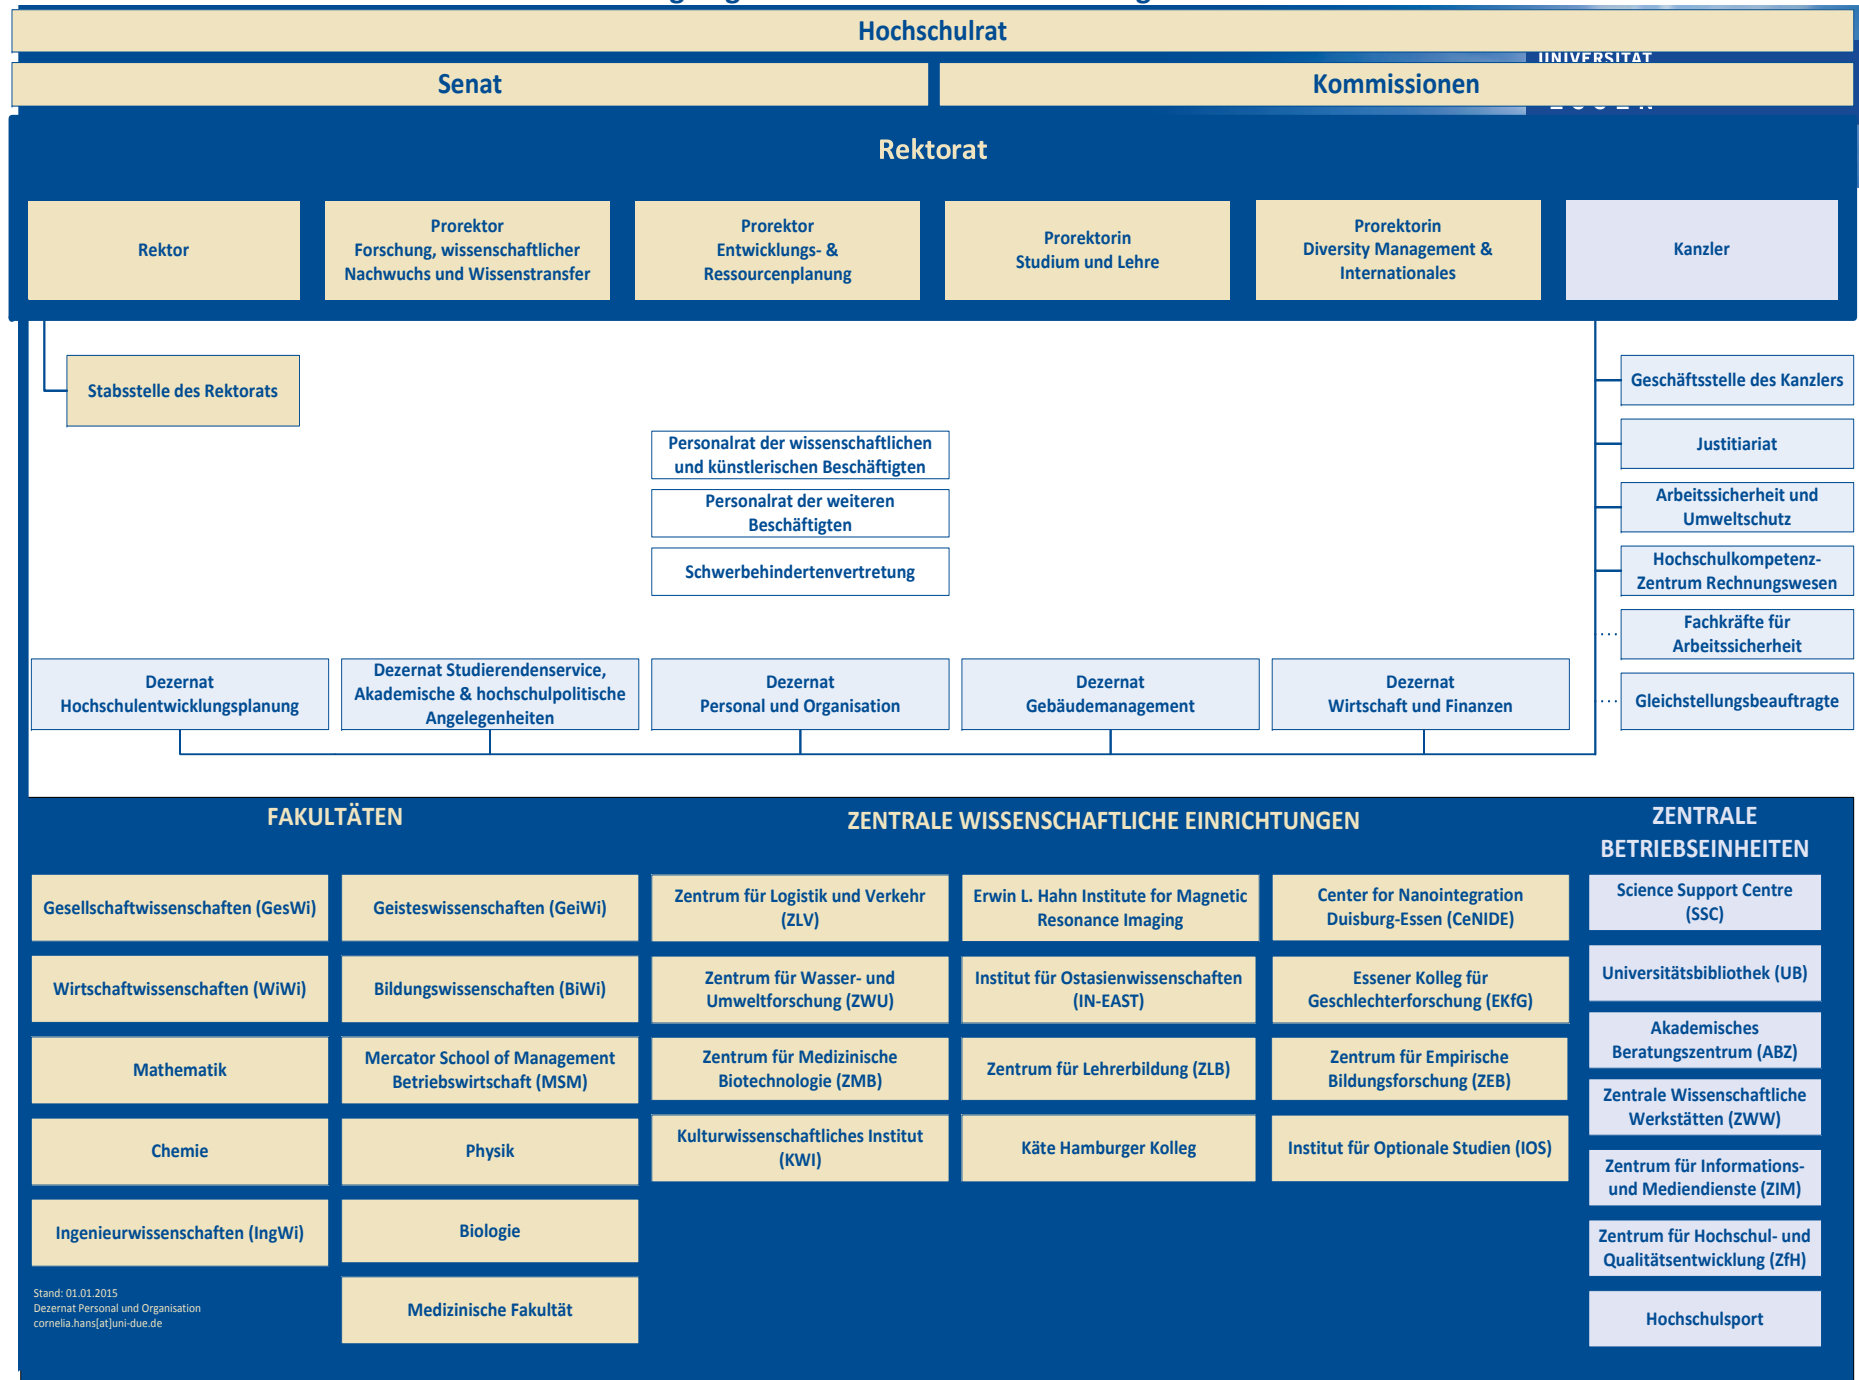 Hochschulrat
UNIVERSITÄT
Senat
Kommissionen
Rektorat
Rektor
Prorektor
Forschung, wissenschaftlicher
Nachwuchs und Wissenstransfer
Prorektor
Entwicklungs- &
Ressourcenplanung
Prorektorin
Studium und Lehre
Prorektorin
Diversity Management &
Internationales
Kanzler
Stabsstelle des Rektorats
Geschäftsstelle des Kanzlers
Justitiariat
Arbeitssicherheit und
Umweltschutz
Hochschulkompetenz-
Zentrum Rechnungswesen
Fachkräfte für
Arbeitssicherheit
Gleichstellungsbeauftragte
Personalrat der wissenschaftlichen
und künstlerischen Beschäftigten
Personalrat der weiteren
Beschäftigten
Schwerbehindertenvertretung
Dezernat
Hochschulentwicklungsplanung
Dezernat Studierendenservice,
Akademische & hochschulpolitische
Angelegenheiten
Dezernat
Personal und Organisation
Dezernat
Gebäudemanagement
Dezernat
Wirtschaft und Finanzen
FAKULTÄTEN
Gesellschaftwissenschaften (GesWi)
Geisteswissenschaften (GeiWi)
Wirtschaftwissenschaften (WiWi)
Bildungswissenschaften (BiWi)
Mathematik
Mercator School of Management
Betriebswirtschaft (MSM)
Chemie
Physik
Ingenieurwissenschaften (IngWi)
Biologie
Medizinische Fakultät
ZENTRALE WISSENSCHAFTLICHE EINRICHTUNGEN
Zentrum für Logistik und Verkehr
(ZLV)
Erwin L. Hahn Institute for Magnetic
Resonance Imaging
Center for Nanointegration
Duisburg-Essen (CeNIDE)
Zentrum für Wasser- und
Umweltforschung (ZWU)
Institut für Ostasienwissenschaften
(IN-EAST)
Essener Kolleg für
Geschlechterforschung (EKfG)
Zentrum für Medizinische
Biotechnologie (ZMB)
Zentrum für Lehrerbildung (ZLB)
Zentrum für Empirische
Bildungsforschung (ZEB)
Kulturwissenschaftliches Institut
(KWI)
Käte Hamburger Kolleg
Institut für Optionale Studien (IOS)
ZENTRALE
BETRIEBSEINHEITEN
Science Support Centre
(SSC)
Universitätsbibliothek (UB)
Akademisches
Beratungszentrum (ABZ)
Zentrale Wissenschaftliche
Werkstätten (ZWW)
Zentrum für Informations-
und Mediendienste (ZIM)
Zentrum für Hochschul- und
Qualitätsentwicklung (ZfH)
Hochschulsport
Stand: 01.01.2015
Dezernat Personal und Organisation
cornelia.hans[at]uni-due.de